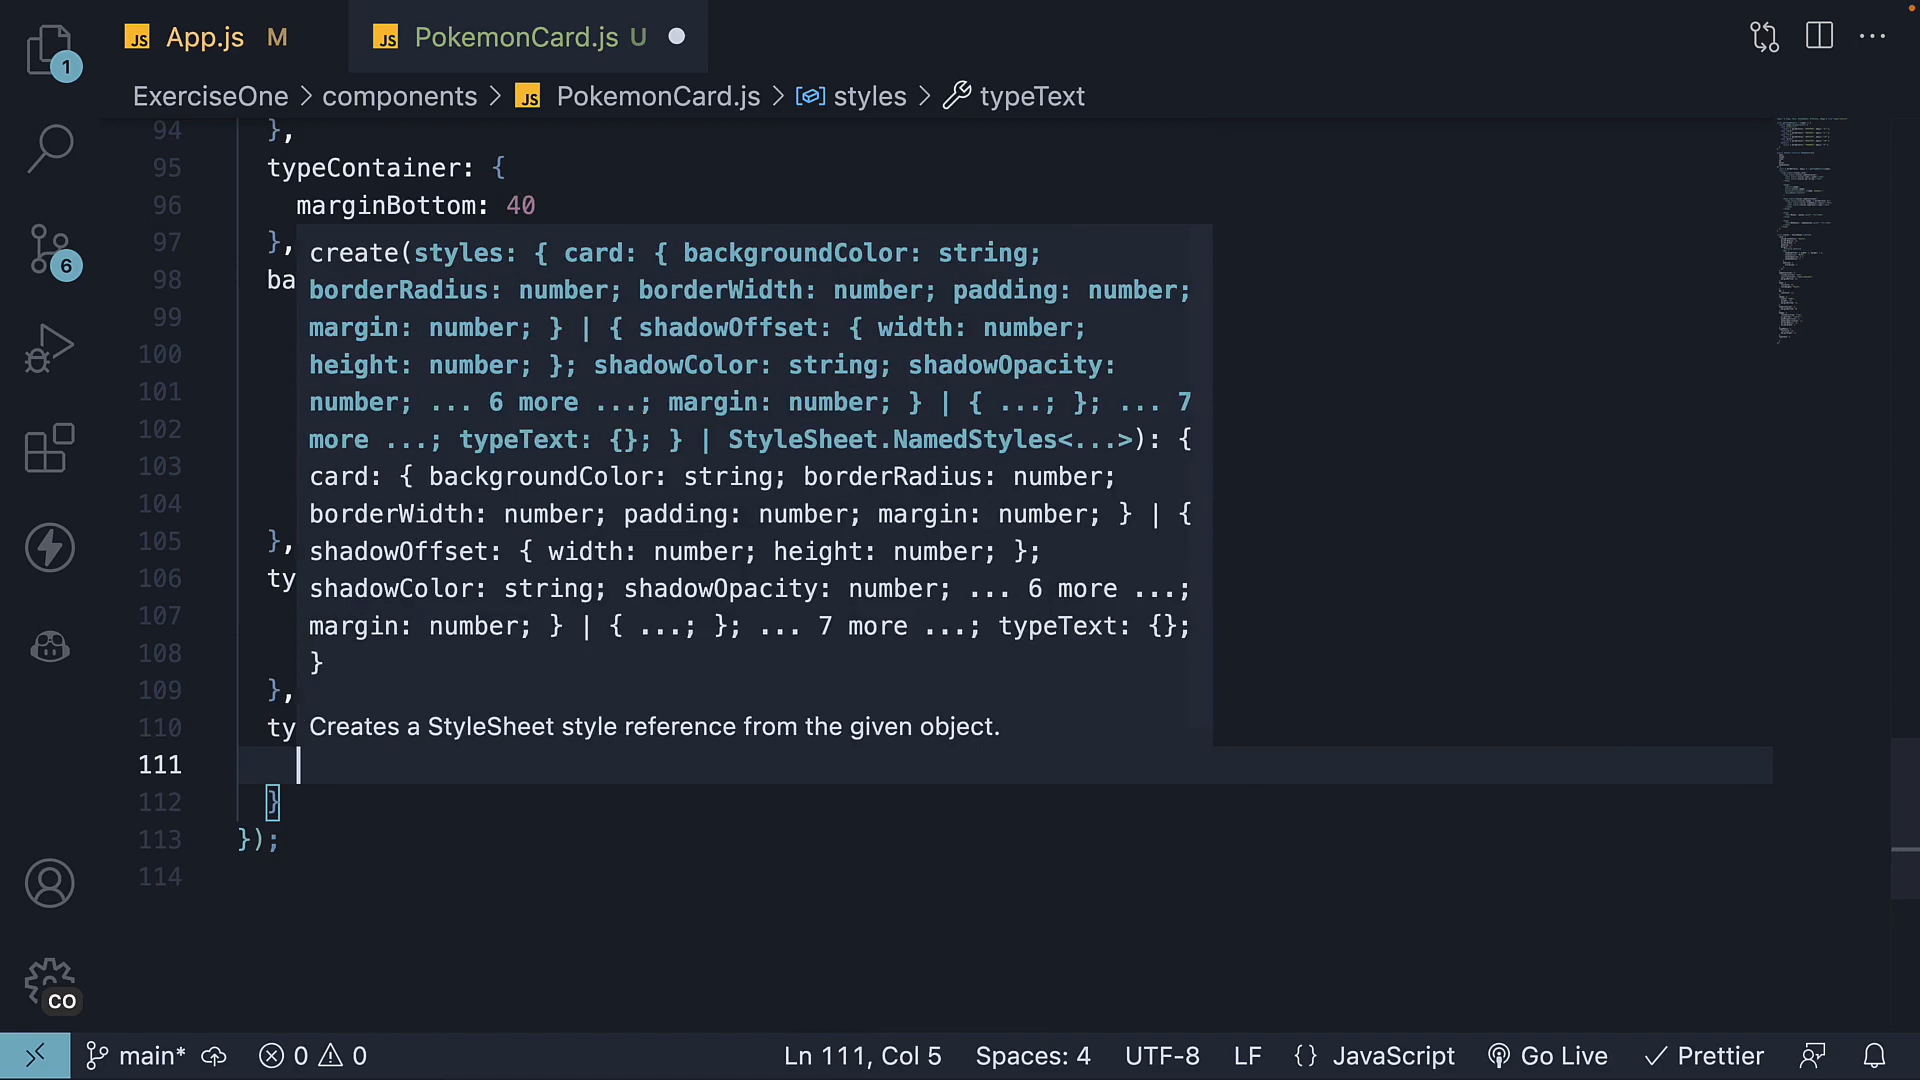 JS App.js M
JS PokemonCard.js U
ExerciseOne > components > JS PokemonCard.js > styles > typeText
1
6
94 },
95 typeContainer: {
96 marginBottom: 40
97 },
98 ba
99
100
101
102
103
104
105 },
106 ty
107
108
109 },
110 ty
111
112 }
113 });
114
create(styles: { card: { backgroundColor: string;
borderRadius: number; borderWidth: number; padding: number;
margin: number; } | { shadowOffset: { width: number;
height: number; }; shadowColor: string; shadowOpacity:
number; ... 6 more ...; margin: number; } | { ...; }; ... 7
more ...; typeText: {}; } | StyleSheet.NamedStyles<...>): {
card: { backgroundColor: string; borderRadius: number;
borderWidth: number; padding: number; margin: number; } | {
shadowOffset: { width: number; height: number; };
shadowColor: string; shadowOpacity: number; ... 6 more ...;
margin: number; } | { ...; }; ... 7 more ...; typeText: {};
}
Creates a StyleSheet style reference from the given object.
CO
main* 0 0 Ln 111, Col 5 Spaces: 4 UTF-8 LF {} JavaScript Go Live Prettier